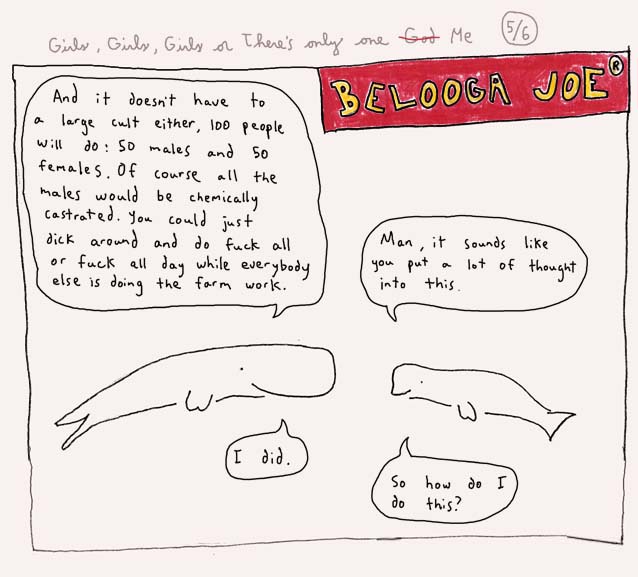 Girls, Girls, Girls or There's only one God Me 5/6
BELOOGA JOE®
And it doesn't have to
a large cult either, 100 people
will do: 50 males and 50
females. Of course all the
males would be chemically
castrated. You could just
dick around and do fuck all
or fuck all day while everybody
else is doing the farm work.
Man, it sounds like
you put a lot of thought
into this.
I did.
So how do I
do this?